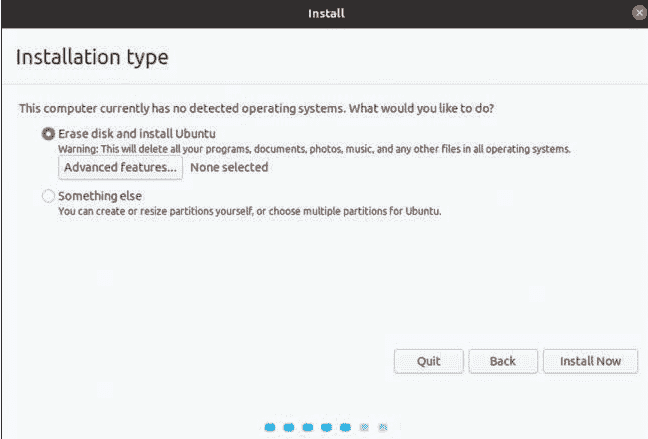 Install
Installation type
This computer currently has no detected operating systems. What would you like to do?
Erase disk and install Ubuntu
Warning: This will delete all your programs, documents, photos, music, and any other files in all operating systems.
Advanced features... None selected
Something else
You can create or resize partitions yourself, or choose multiple partitions for Ubuntu.
Quit Back Install Now